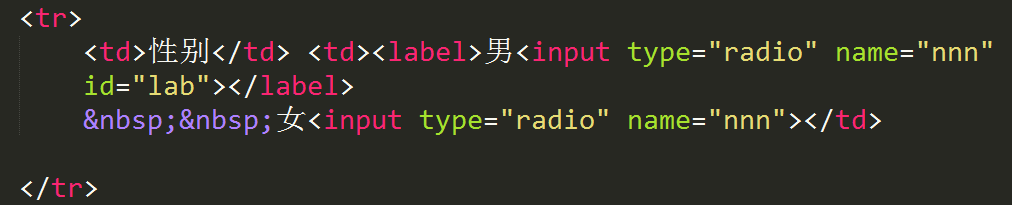 <tr>
<td>性别</td> <td><label>男<input type="radio" name="nnn"
id="lab"></label>
&nbsp;&nbsp;女<input type="radio" name="nnn"></td>
</tr>